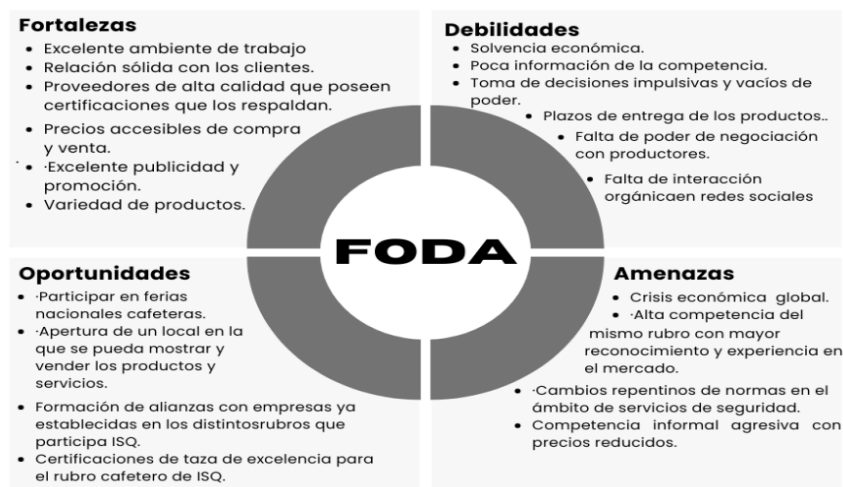 Fortalezas
• Excelente ambiente de trabajo
• Relación sólida con los clientes.
• Proveedores de alta calidad que poseen
certificaciones que los respaldan.
• Precios accesibles de compra
y venta.
• ·Excelente publicidad y
promoción.
• Variedad de productos.
Debilidades
• Solvencia económica.
• Poca información de la competencia.
• Toma de decisiones impulsivas y vacíos de
poder.
• Plazos de entrega de los productos..
• Falta de poder de negociación
con productores.
• Falta de interacción
orgánicaen redes sociales
FODA
Oportunidades
• ·Participar en ferias
nacionales cafeteras.
• ·Apertura de un local en la
que se pueda mostrar y
vender los productos y
servicios.
• Formación de alianzas con empresas ya
establecidas en los distintosrubros que
participa ISQ.
• Certificaciones de taza de excelencia para
el rubro cafetero de ISQ.
Amenazas
• Crisis económica global.
• ·Alta competencia del
mismo rubro con mayor
reconocimiento y experiencia en
el mercado.
• ·Cambios repentinos de normas en el
ámbito de servicios de seguridad.
• Competencia informal agresiva con
precios reducidos.